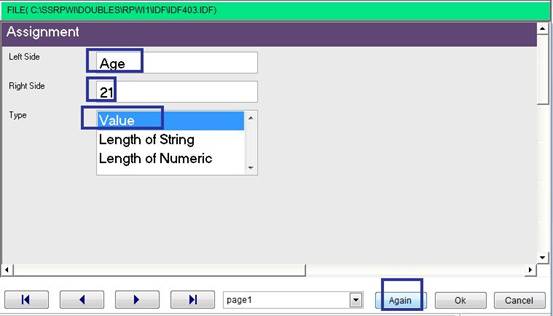 FILE( C:\SSRPWI\DOUBLES\RPWI1\IDF\IDF403.IDF)
Assignment
Left Side Age
Right Side 21
Type Value
Length of String
Length of Numeric
page1 Again Ok Cancel